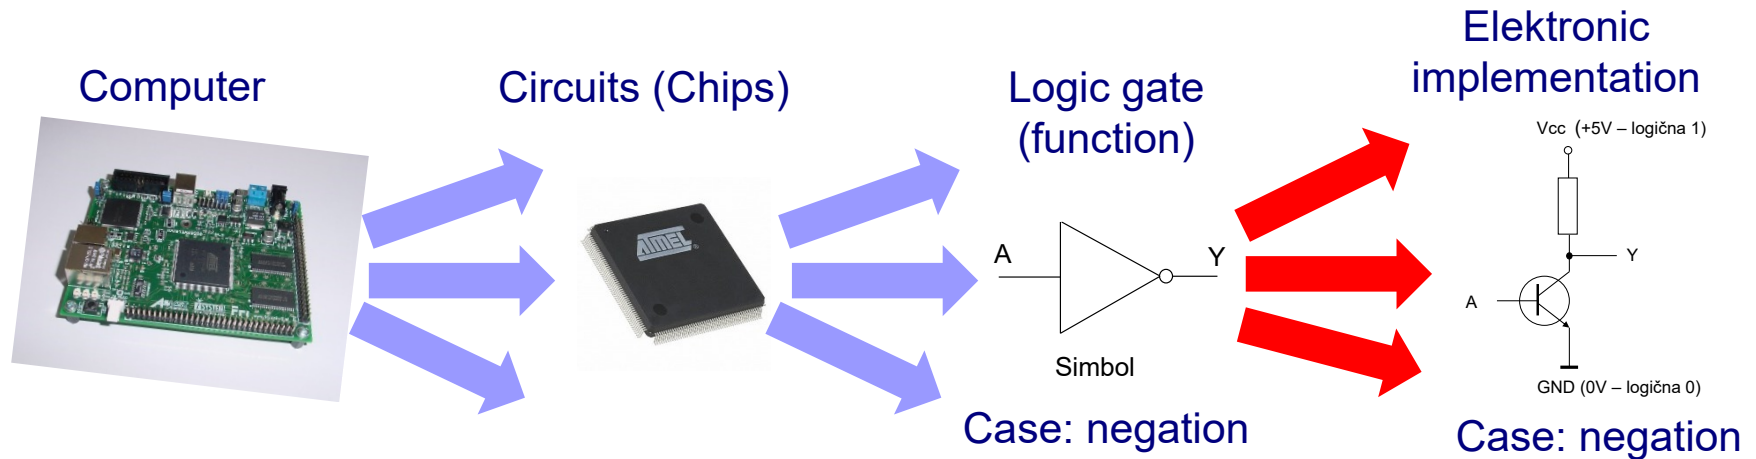 Computer
Circuits (Chips)
ATMEL
Logic gate
(function)
A
Y
Simbol
Case: negation
Elektronic
implementation
Vcc (+5V – logična 1)
Y
A
GND (0V – logična 0)
Case: negation